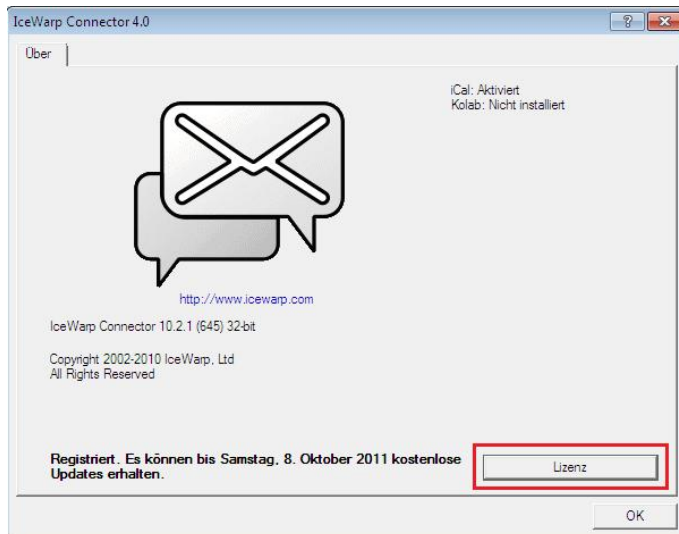 IceWarp Connector 4.0
Über
iCal: Aktiviert
Kolab: Nicht installiert
http://www.icewarp.com
IceWarp Connector 10.2.1 (645) 32-bit
Copyright 2002-2010 IceWarp, Ltd
All Rights Reserved
Registriert. Es können bis Samstag, 8. Oktober 2011 kostenlose
Updates erhalten.
Lizenz
OK